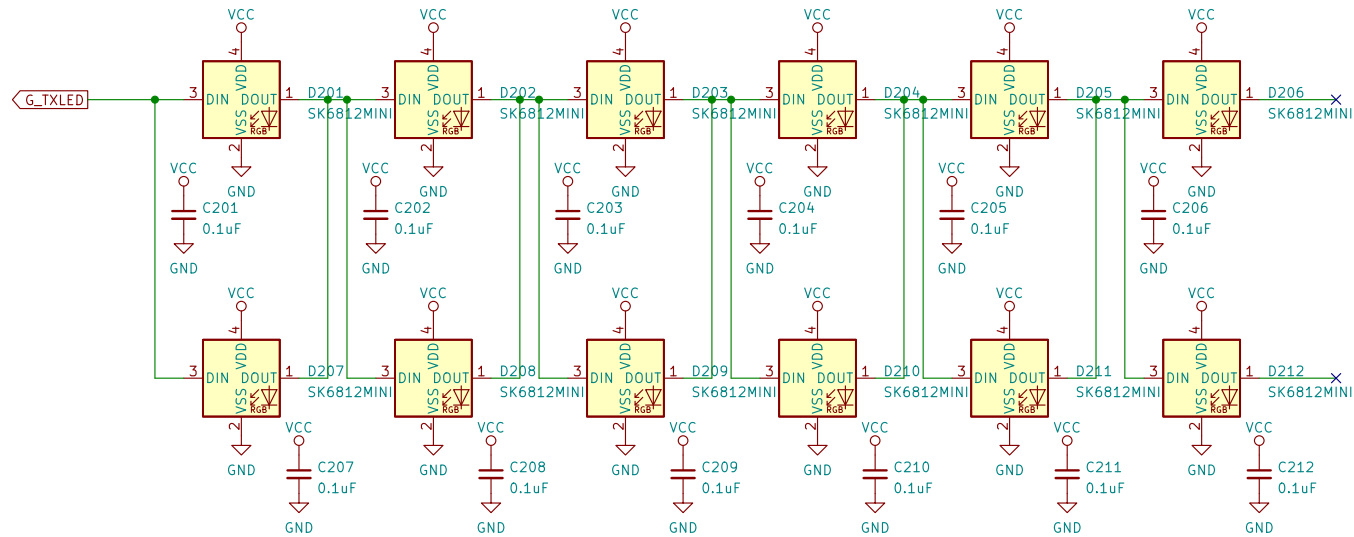 VCC VCC VCC VCC VCC VCC
4 4 4 4 4 4
VDD VDD VDD VDD VDD VDD
G_TXLED 3 DIN DOUT 1 D201 3 DIN DOUT 1 D202 3 DIN DOUT 1 D203 3 DIN DOUT 1 D204 3 DIN DOUT 1 D205 3 DIN DOUT 1 D206
SK6812MINI SK6812MINI SK6812MINI SK6812MINI SK6812MINI SK6812MINI
VSS RGB VSS RGB VSS RGB VSS RGB VSS RGB VSS RGB
2 2 2 2 2 2
GND GND GND GND GND GND
VCC VCC VCC VCC VCC VCC
C201 C202 C203 C204 C205 C206
0.1uF 0.1uF 0.1uF 0.1uF 0.1uF 0.1uF
GND GND GND GND GND GND
VCC VCC VCC VCC VCC VCC
4 4 4 4 4 4
VDD VDD VDD VDD VDD VDD
3 DIN DOUT 1 D207 3 DIN DOUT 1 D208 3 DIN DOUT 1 D209 3 DIN DOUT 1 D210 3 DIN DOUT 1 D211 3 DIN DOUT 1 D212
SK6812MINI SK6812MINI SK6812MINI SK6812MINI SK6812MINI SK6812MINI
VSS RGB VSS RGB VSS RGB VSS RGB VSS RGB VSS RGB
2 2 2 2 2 2
VCC VCC VCC VCC VCC VCC
GND GND GND GND GND GND
C207 C208 C209 C210 C211 C212
0.1uF 0.1uF 0.1uF 0.1uF 0.1uF 0.1uF
GND GND GND GND GND GND